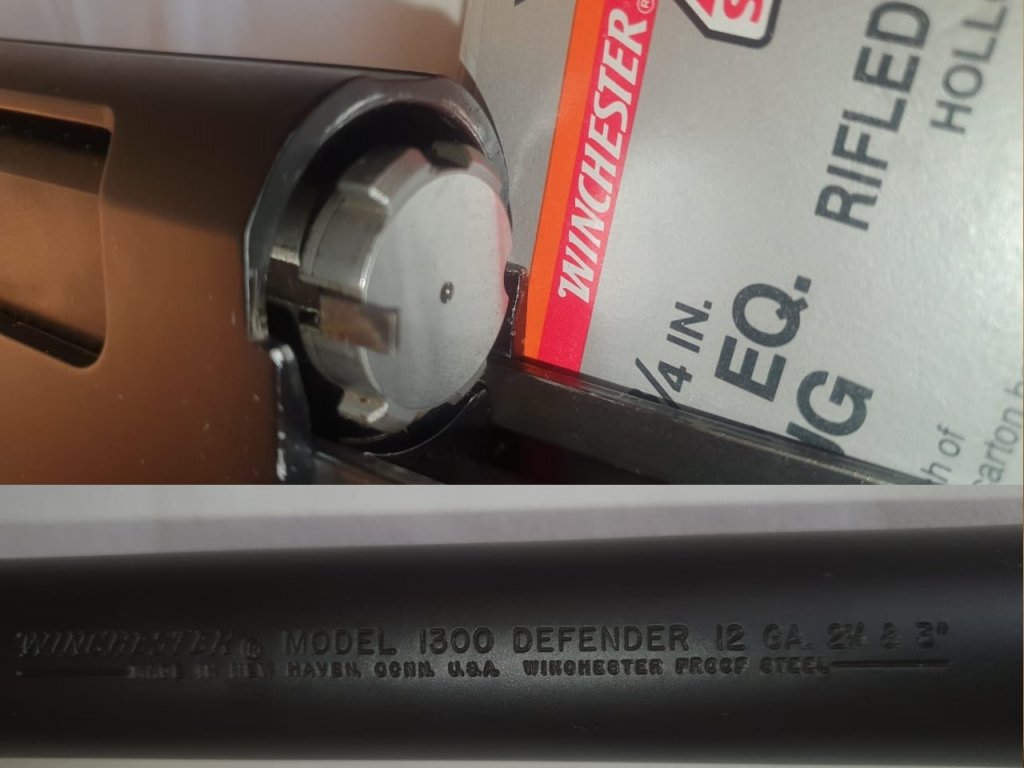 WINCHESTER®
S
RIFLED
HOLL
1/4 IN.
EQ.
UG
h of
Carton b
WINCHESTER® MODEL 1300 DEFENDER 12 GA. 2¾ & 3"
MADE IN NEW HAVEN, CONN. U.S.A. WINCHESTER PROOF STEEL